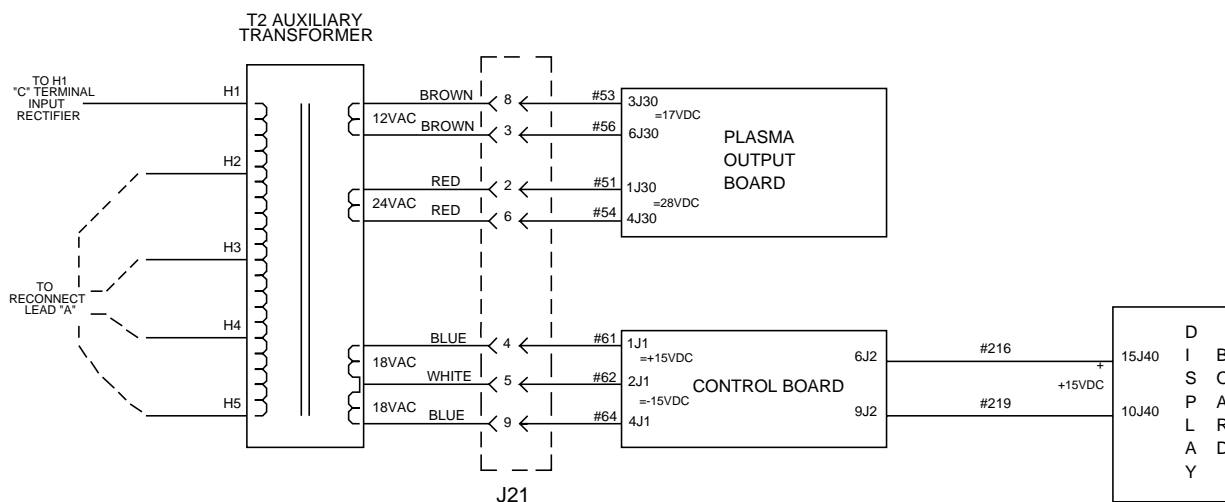 T2 AUXILIARY
TRANSFORMER
TO H1
"C" TERMINAL
INPUT
RECTIFIER
H1
H2
H3
H4
H5
TO
RECONNECT
LEAD "A"
12VAC
24VAC
18VAC
18VAC
BROWN
BROWN
RED
RED
BLUE
WHITE
BLUE
8
3
2
6
4
5
9
J21
#53
#56
#51
#54
#61
#62
#64
3J30
=17VDC
6J30
1J30
=28VDC
4J30
PLASMA
OUTPUT
BOARD
1J1
=+15VDC
2J1
=-15VDC
4J1
CONTROL BOARD
6J2
9J2
#216
#219
+
+15VDC
15J40
10J40
DISPLAY
BOARD